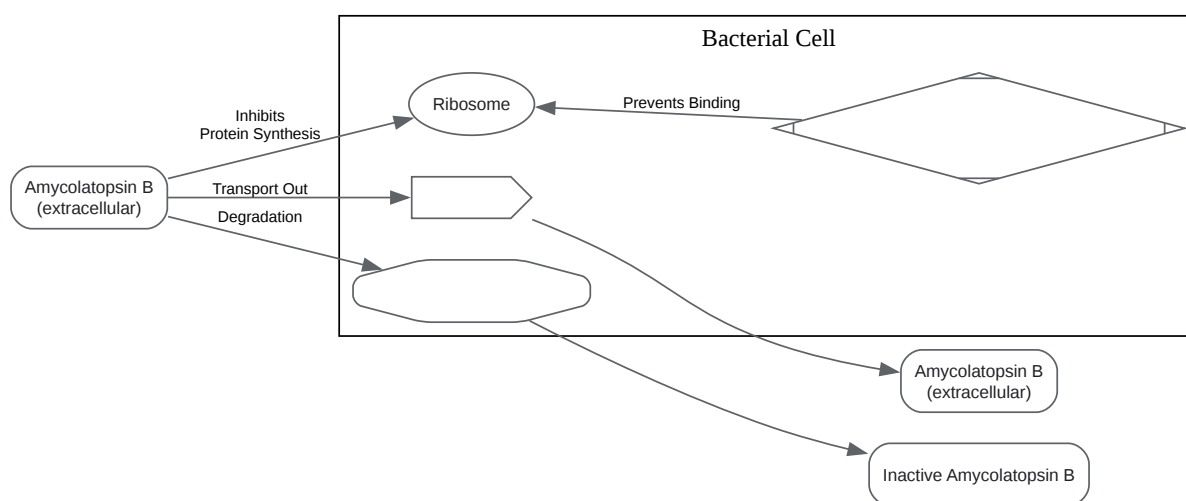 Bacterial Cell
Ribosome
Prevents Binding
Inhibits
Protein Synthesis
Amycolatopsin B
(extracellular)
Transport Out
Degradation
Amycolatopsin B
(extracellular)
Inactive Amycolatopsin B